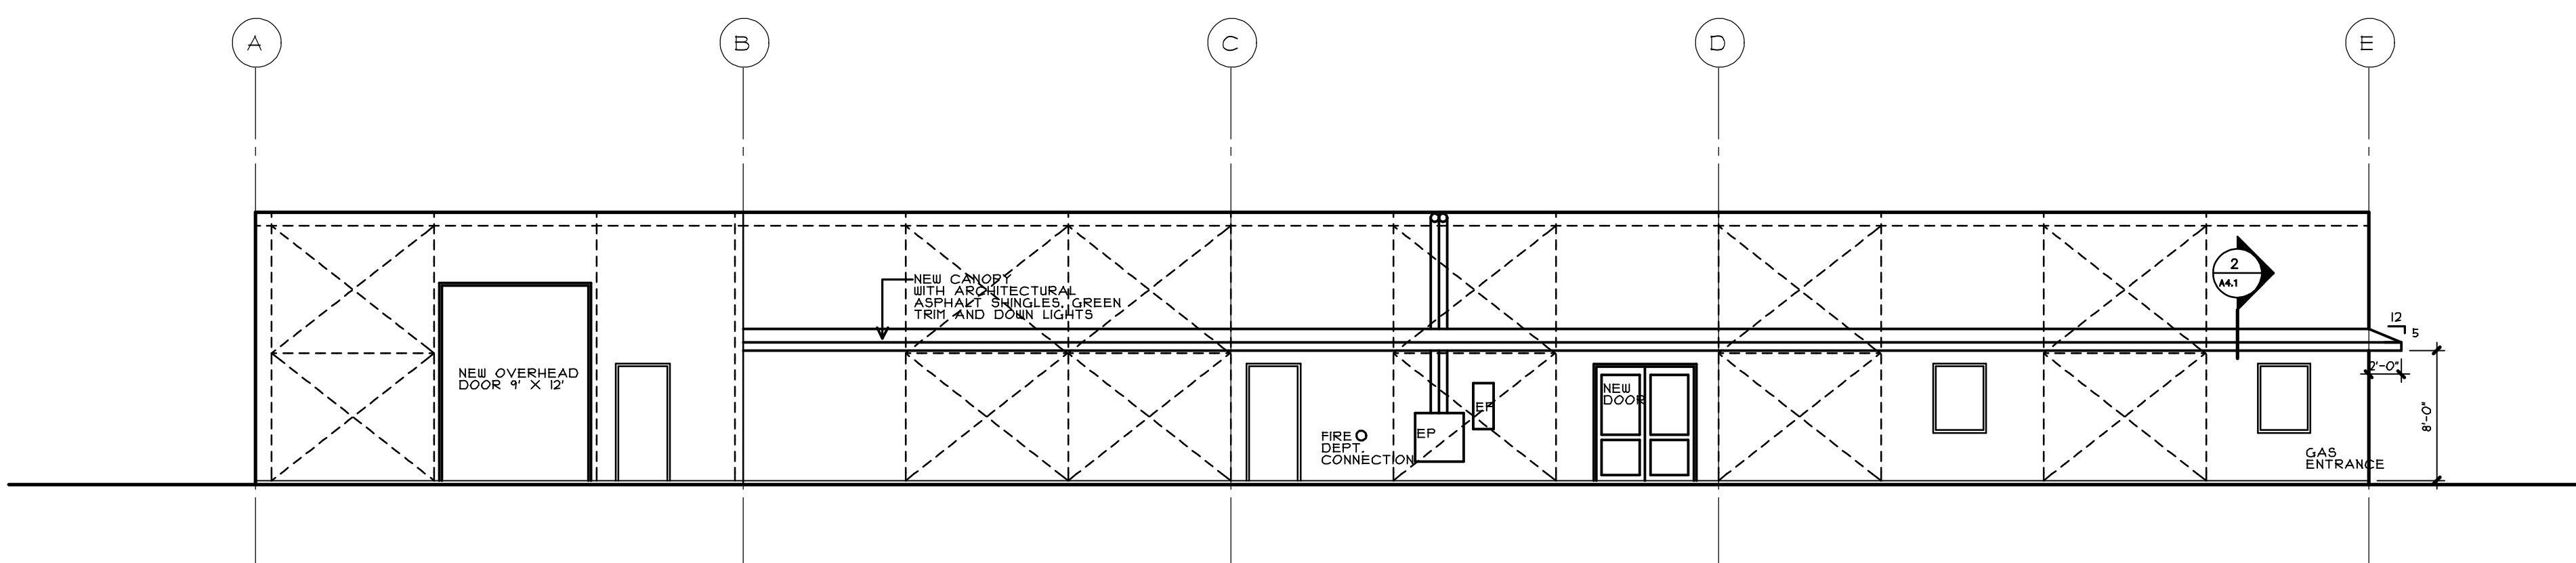 A
B
C
D
E
NEW CANOPY
WITH ARCHITECTURAL
ASPHALT SHINGLES, GREEN
TRIM AND DOWN LIGHTS
2
A4.1
12
5
2'-0"
8'-0"
NEW OVERHEAD
DOOR 9' X 12'
FIRE
DEPT.
CONNECTION
EP
EP
NEW
DOOR
GAS
ENTRANCE